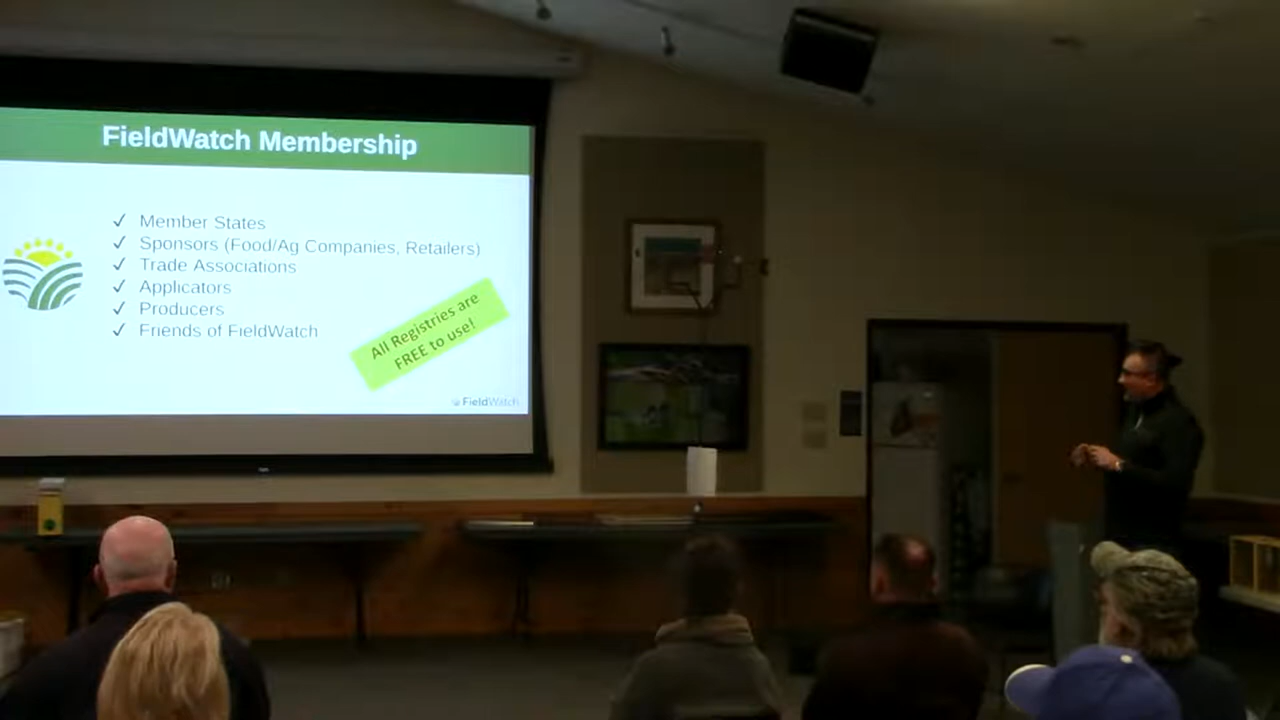 FieldWatch Membership
✓ Member States
✓ Sponsors (Food/Ag Companies, Retailers)
✓ Trade Associations
✓ Applicators
✓ Producers
✓ Friends of FieldWatch
All Registries are
FREE to use!
FieldWatch